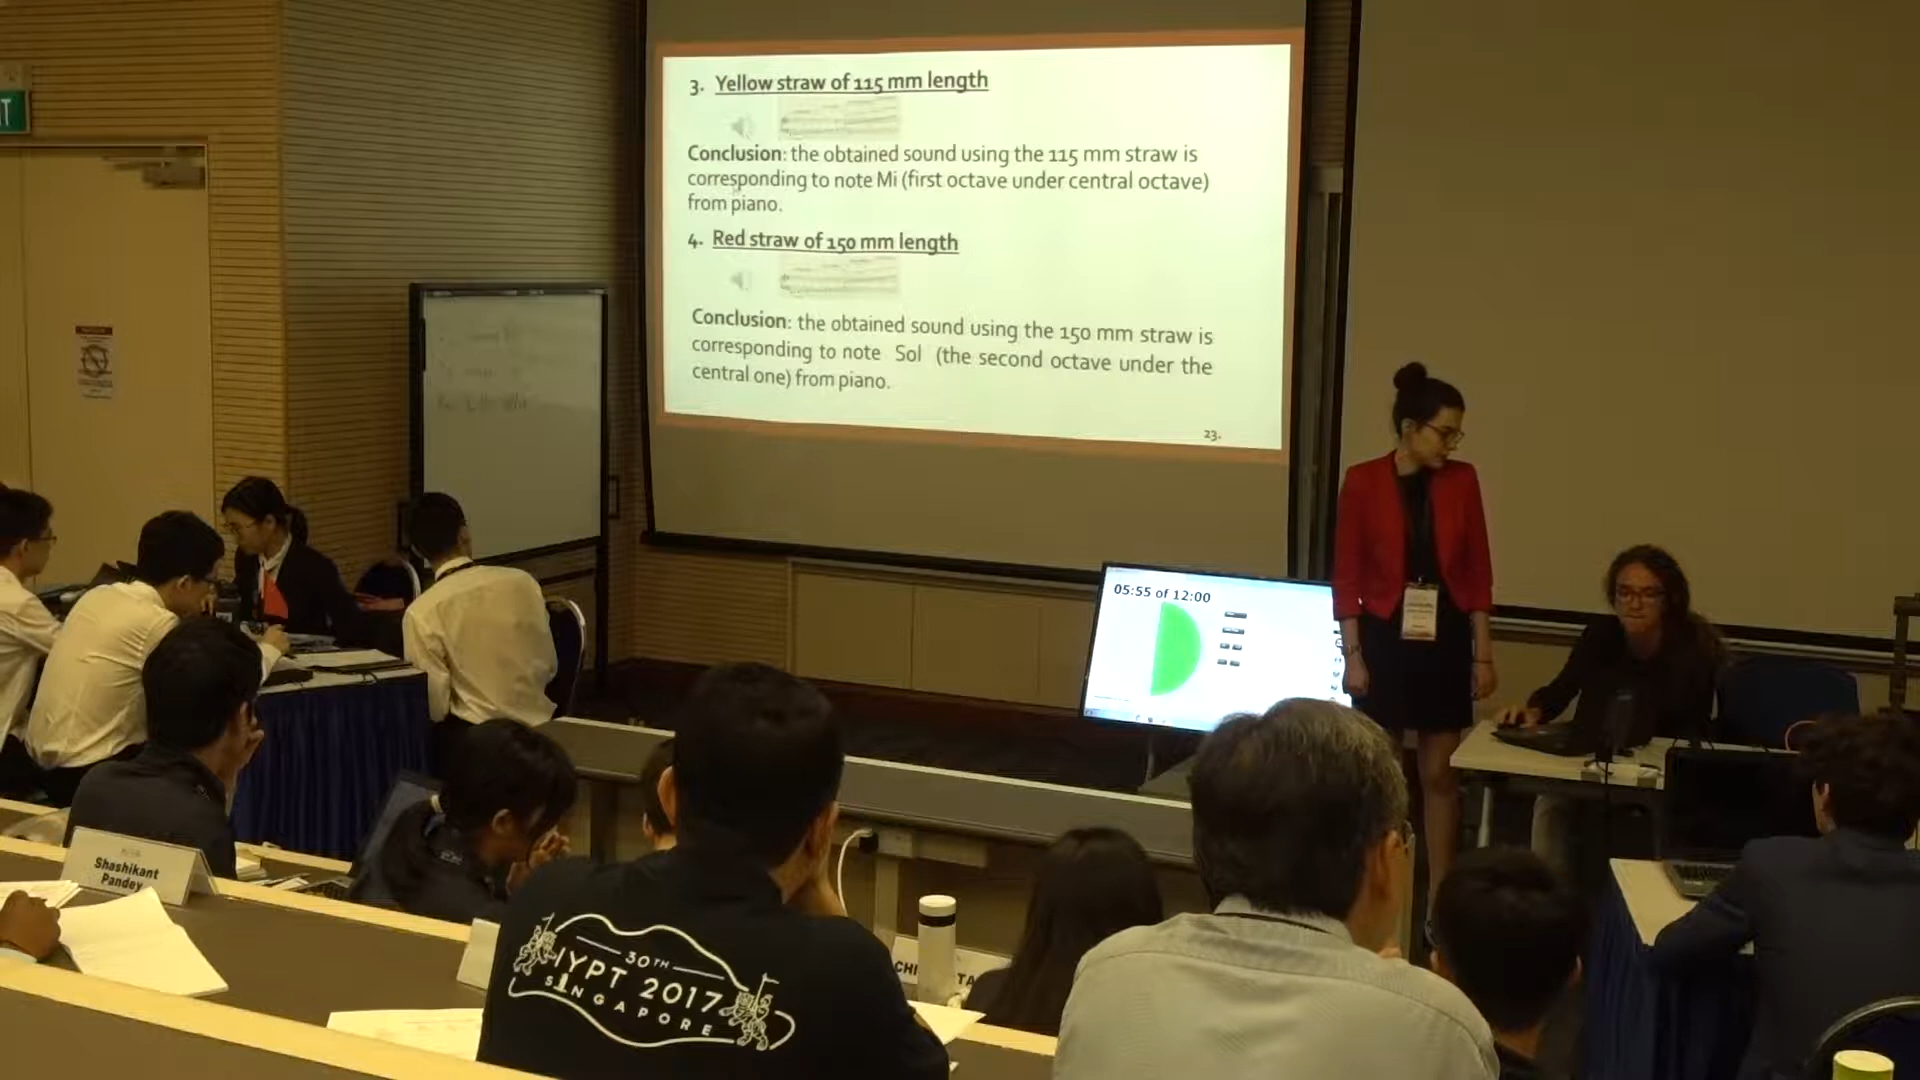 3. Yellow straw of 115 mm length
Conclusion: the obtained sound using the 115 mm straw is
corresponding to note Mi (first octave under central octave)
from piano.
4. Red straw of 150 mm length
Conclusion: the obtained sound using the 150 mm straw is
corresponding to note Sol (the second octave under the
central one) from piano.
23.
05:55 of 12:00
Shashikant
Pandey
30TH
IYPT 2017
SINGAPORE